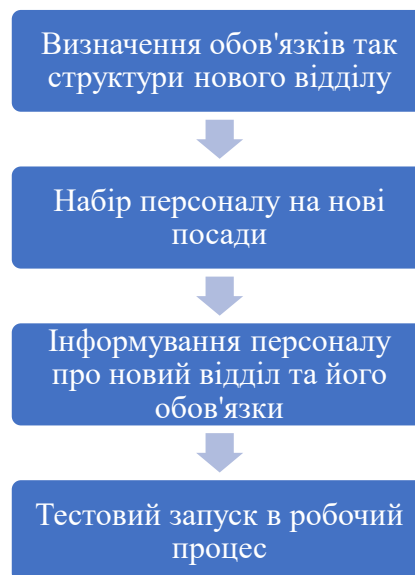 Визначення обов'язків так
структури нового відділу
Набір персоналу на нові
посади
Інформування персоналу
про новий відділ та його
обов'язки
Тестовий запуск в робочий
процес